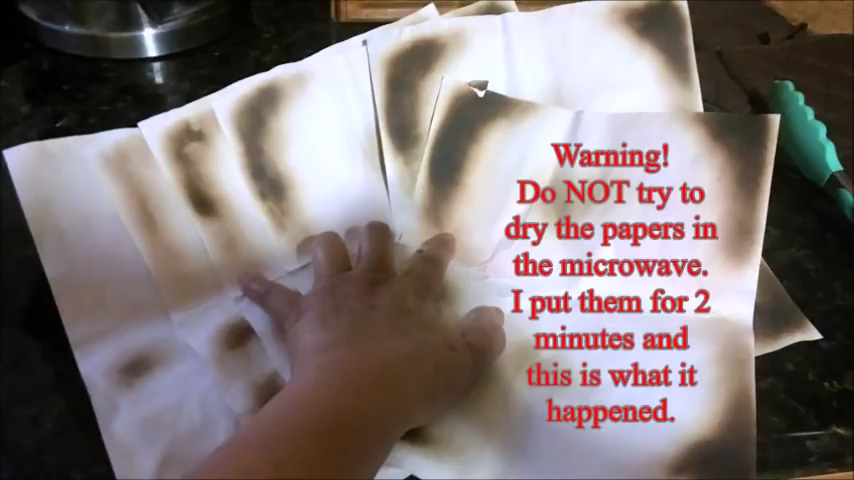 Warning!
Do NOT try to
dry the papers in
the microwave.
I put them for 2
minutes and
this is what it
happened.